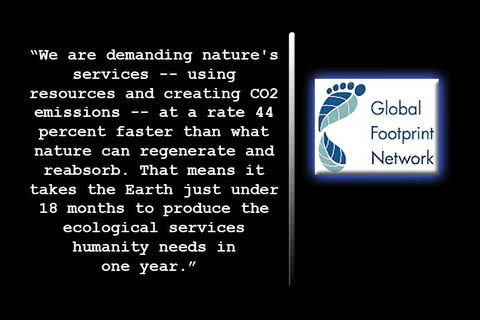 “We are demanding nature's
services -- using
resources and creating CO2
emissions -- at a rate 44
percent faster than what
nature can regenerate and
reabsorb. That means it
takes the Earth just under
18 months to produce the
ecological services
humanity needs in
one year.”
Global
Footprint
Network